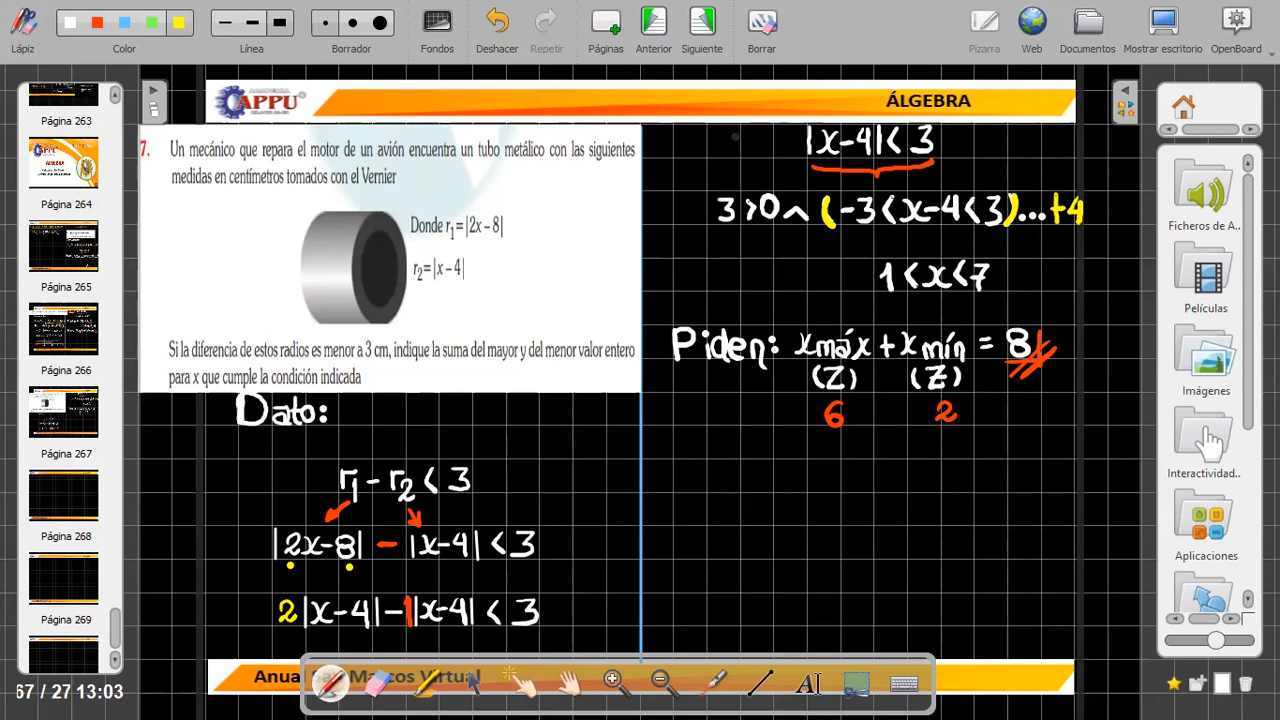 Lápiz
Color
Línea
Borrador
Fondos
Deshacer
Repetir
Páginas
Anterior
Siguiente
Borrar
Pizarra
Web
Documentos
Mostrar escritorio
OpenBoard
Página 263
Página 264
Página 265
Página 266
Página 267
Página 268
Página 269
67 / 27 13:03
ACADEMIA
APPU
ÁLGEBRA
7. Un mecánico que repara el motor de un avión encuentra un tubo metálico con las siguientes
medidas en centímetros tomados con el Vernier
Donde r₁=|2x – 8|
r₂=|x – 4|
Si la diferencia de estos radios es menor a 3 cm, indique la suma del mayor y del menor valor entero
para x que cumple la condición indicada
Dato:
r₁ - r₂ < 3
|2x-8| - |x-4| < 3
2|x-4| - 1|x-4| < 3
|x-4| < 3
3>0 ∧ (-3<x-4<3)...+4
1<x<7
Piden: xmáx + xmín = 8
(Z) (Z)
6 2
Ficheros de A...
Películas
Imágenes
Interactividad...
Aplicaciones